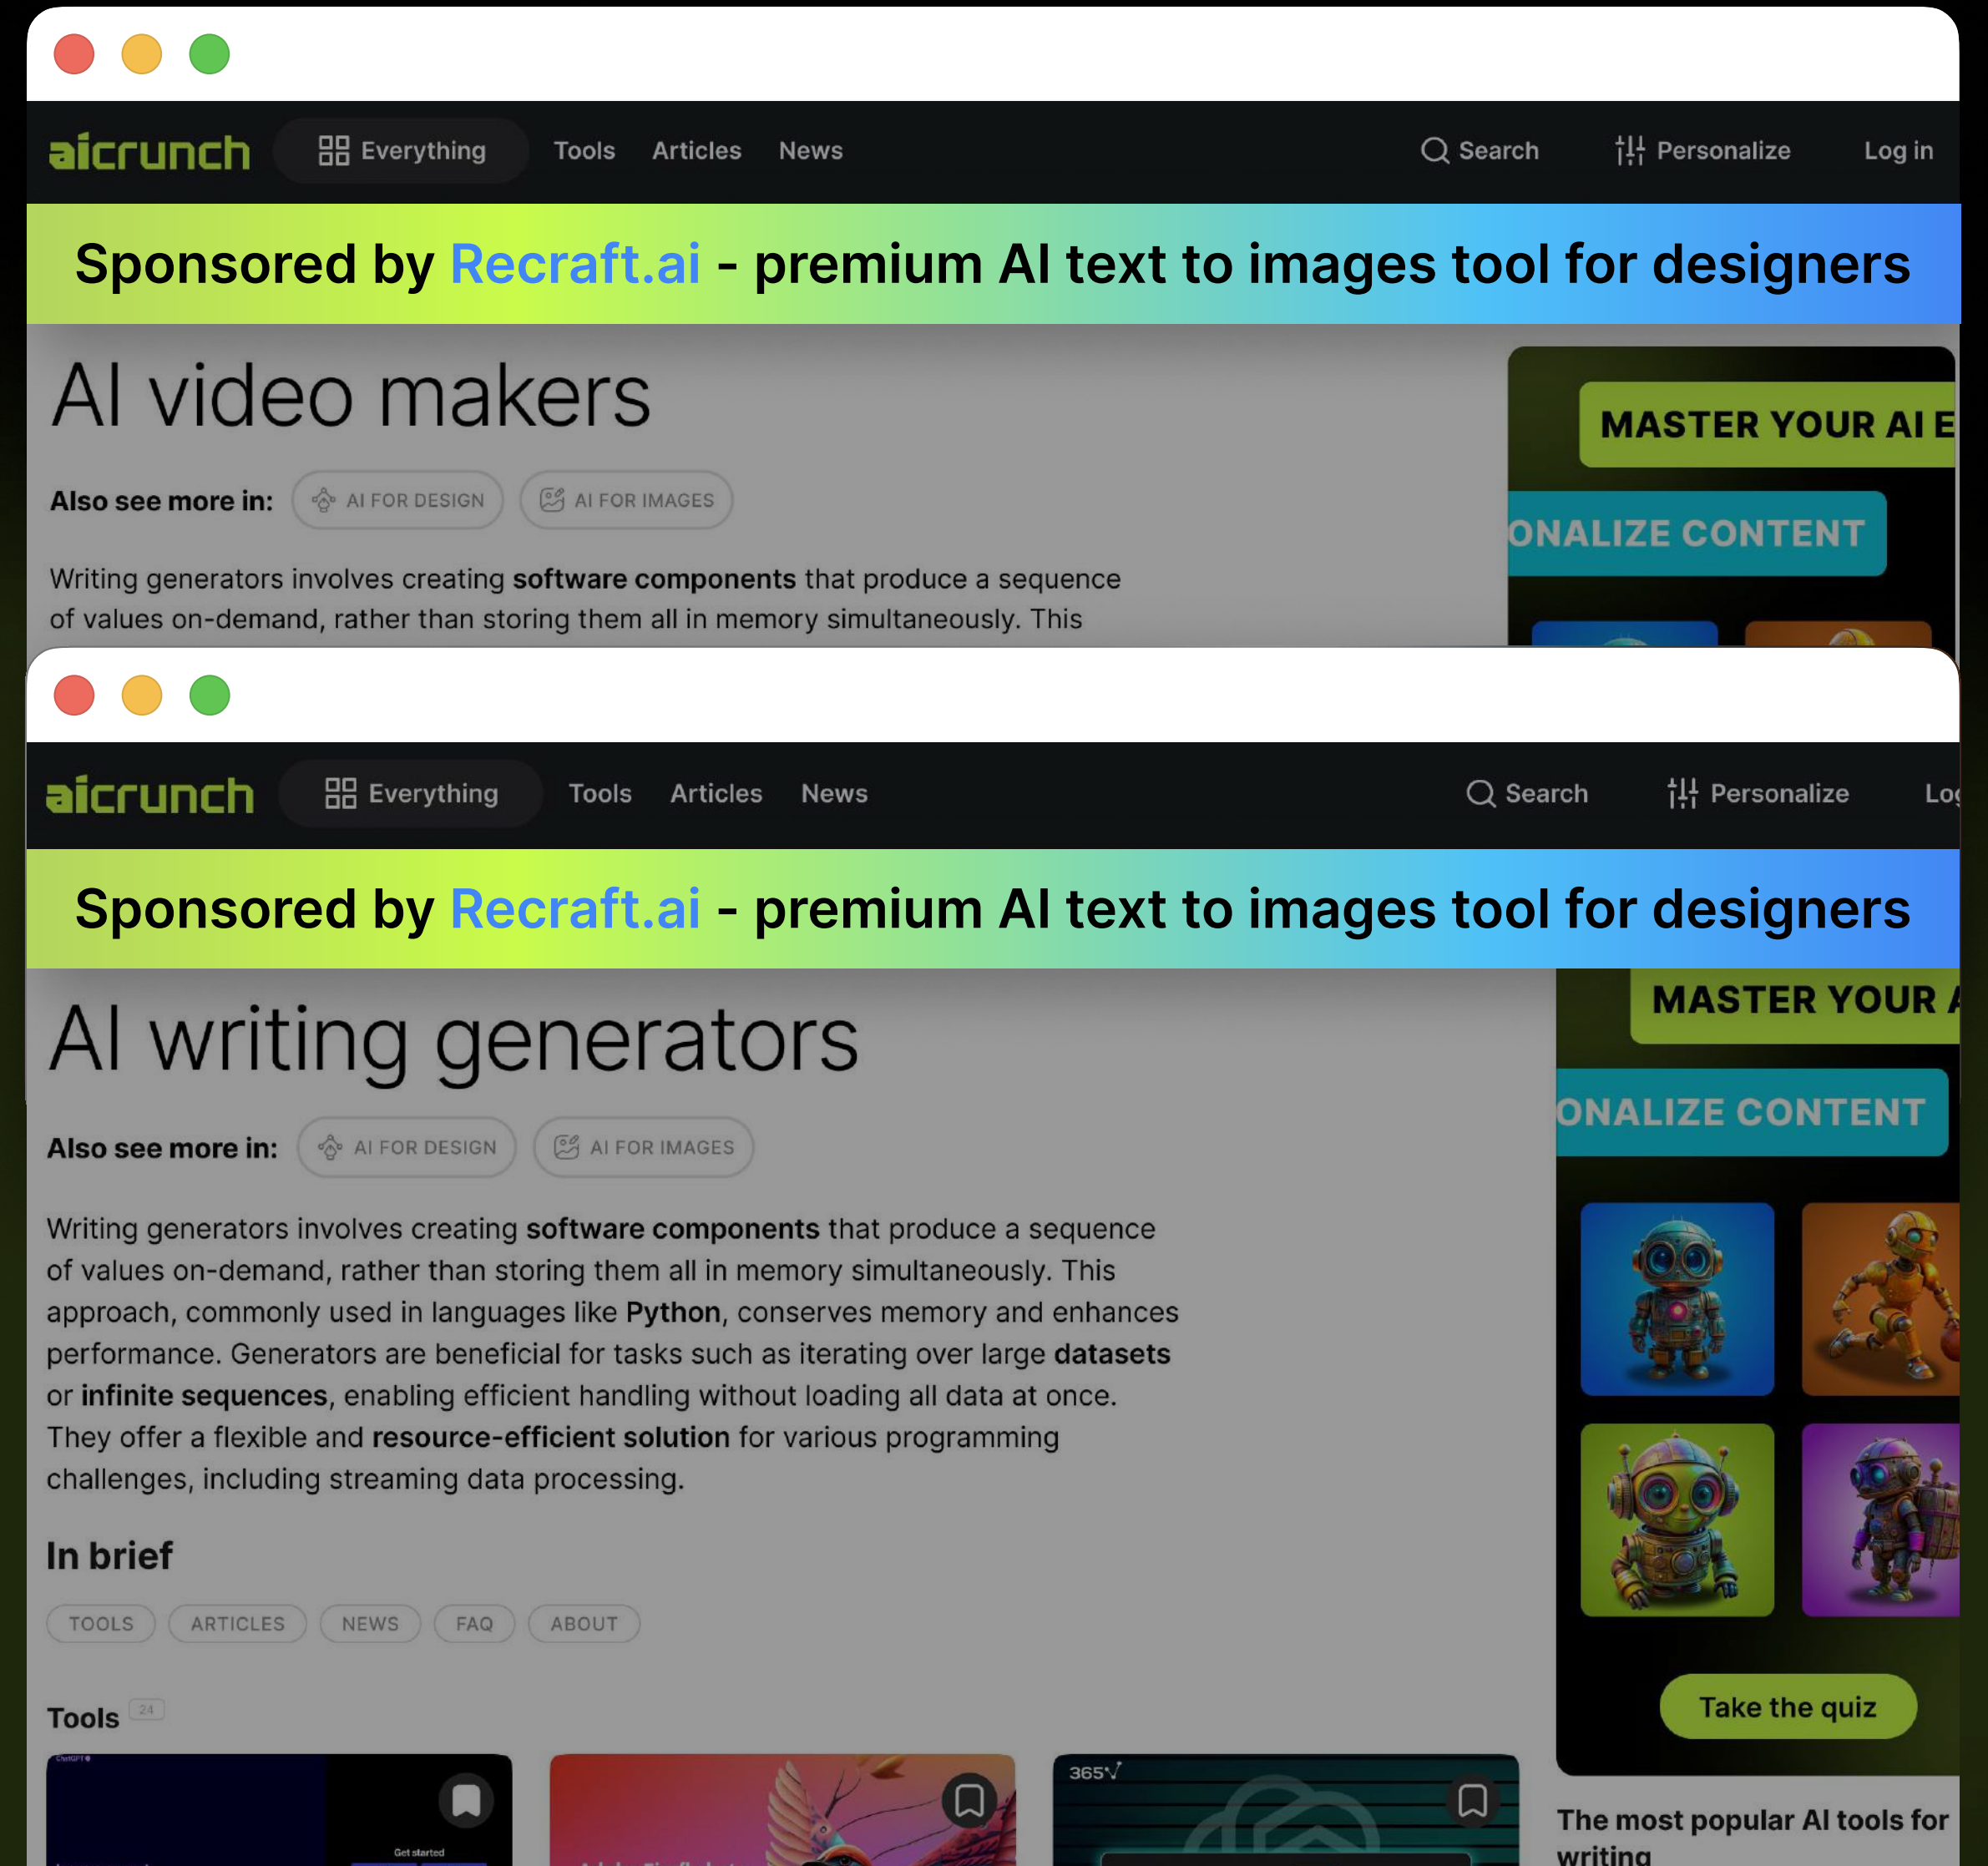 aicrunch Everything Tools Articles News Search Personalize Log in
Sponsored by Recraft.ai - premium AI text to images tool for designers
AI video makers
Also see more in: AI FOR DESIGN AI FOR IMAGES
Writing generators involves creating software components that produce a sequence
of values on-demand, rather than storing them all in memory simultaneously. This
MASTER YOUR AI E
ONALIZE CONTENT
aicrunch Everything Tools Articles News Search Personalize Log
Sponsored by Recraft.ai - premium AI text to images tool for designers
AI writing generators
Also see more in: AI FOR DESIGN AI FOR IMAGES
Writing generators involves creating software components that produce a sequence
of values on-demand, rather than storing them all in memory simultaneously. This
approach, commonly used in languages like Python, conserves memory and enhances
performance. Generators are beneficial for tasks such as iterating over large datasets
or infinite sequences, enabling efficient handling without loading all data at once.
They offer a flexible and resource-efficient solution for various programming
challenges, including streaming data processing.
In brief
TOOLS ARTICLES NEWS FAQ ABOUT
Tools 24
ChatGPT
Get started
365
MASTER YOUR A
ONALIZE CONTENT
Take the quiz
The most popular AI tools for
writing